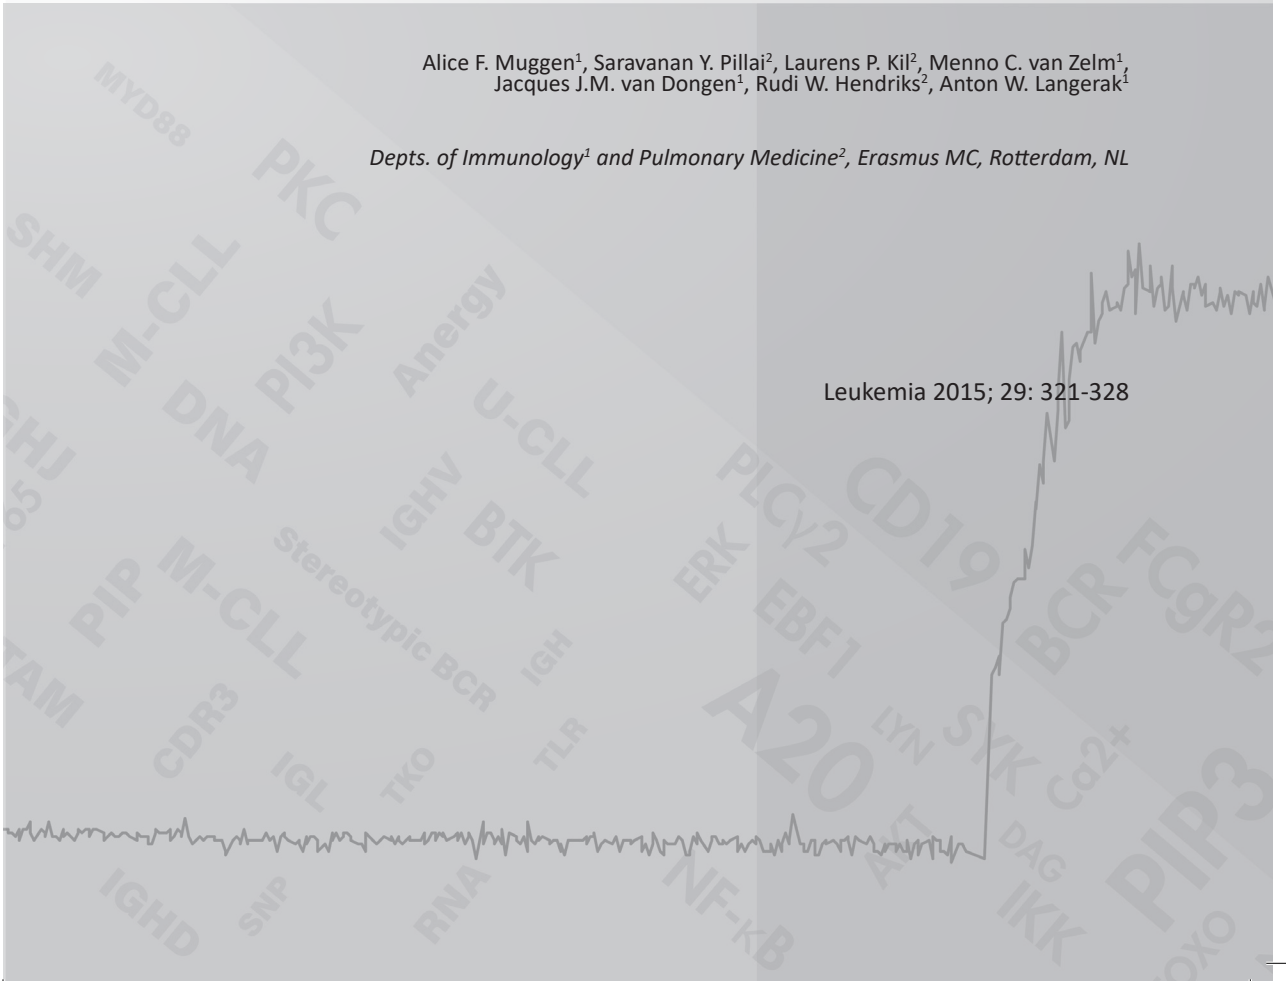 Alice F. Muggen¹, Saravanan Y. Pillai², Laurens P. Kil², Menno C. van Zelm¹,
Jacques J.M. van Dongen¹, Rudi W. Hendriks², Anton W. Langerak¹
Depts. of Immunology¹ and Pulmonary Medicine², Erasmus MC, Rotterdam, NL
Leukemia 2015; 29: 321-328
MYD88
PKC
SHM
M-CLL
PI3K
Anergy
DNA
U-CLL
IGHV
BTK
PLCγ2
CD19
ERK
FCgR2
BCR
EBF1
PIP
M-CLL
Stereotypic BCR
IGH
A20
LYN
SYK
Ca2+
CDR3
IGL
TKO
TLR
PIP3
AKT
DAG
IKK
IGHD
SNP
RNA
NF-κB